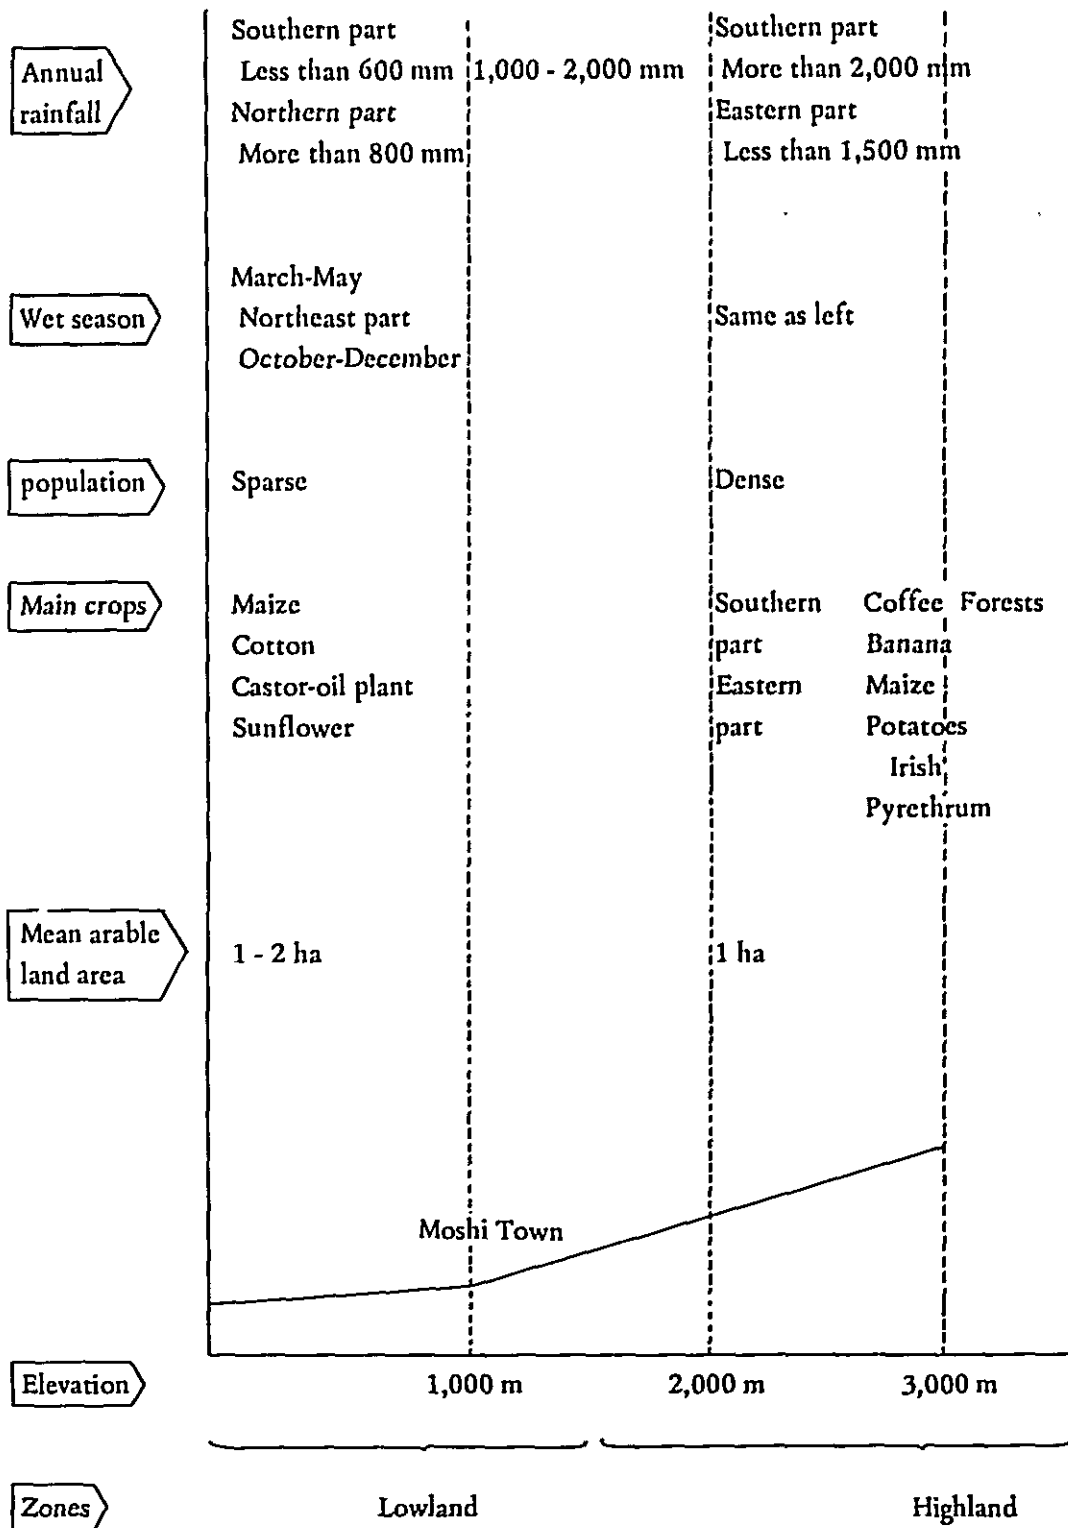 Southern part Southern part
Annual Less than 600 mm 1,000 - 2,000 mm More than 2,000 mm
rainfall Northern part Eastern part
More than 800 mm Less than 1,500 mm
March-May
Wet season Northeast part Same as left
October-December
population Sparse Dense
Main crops Maize Southern Coffee Forests
Cotton part Banana
Castor-oil plant Eastern Maize
Sunflower part Potatoes
Irish
Pyrethrum
Mean arable
land area 1 - 2 ha 1 ha
Moshi Town
Elevation 1,000 m 2,000 m 3,000 m
Zones Lowland Highland